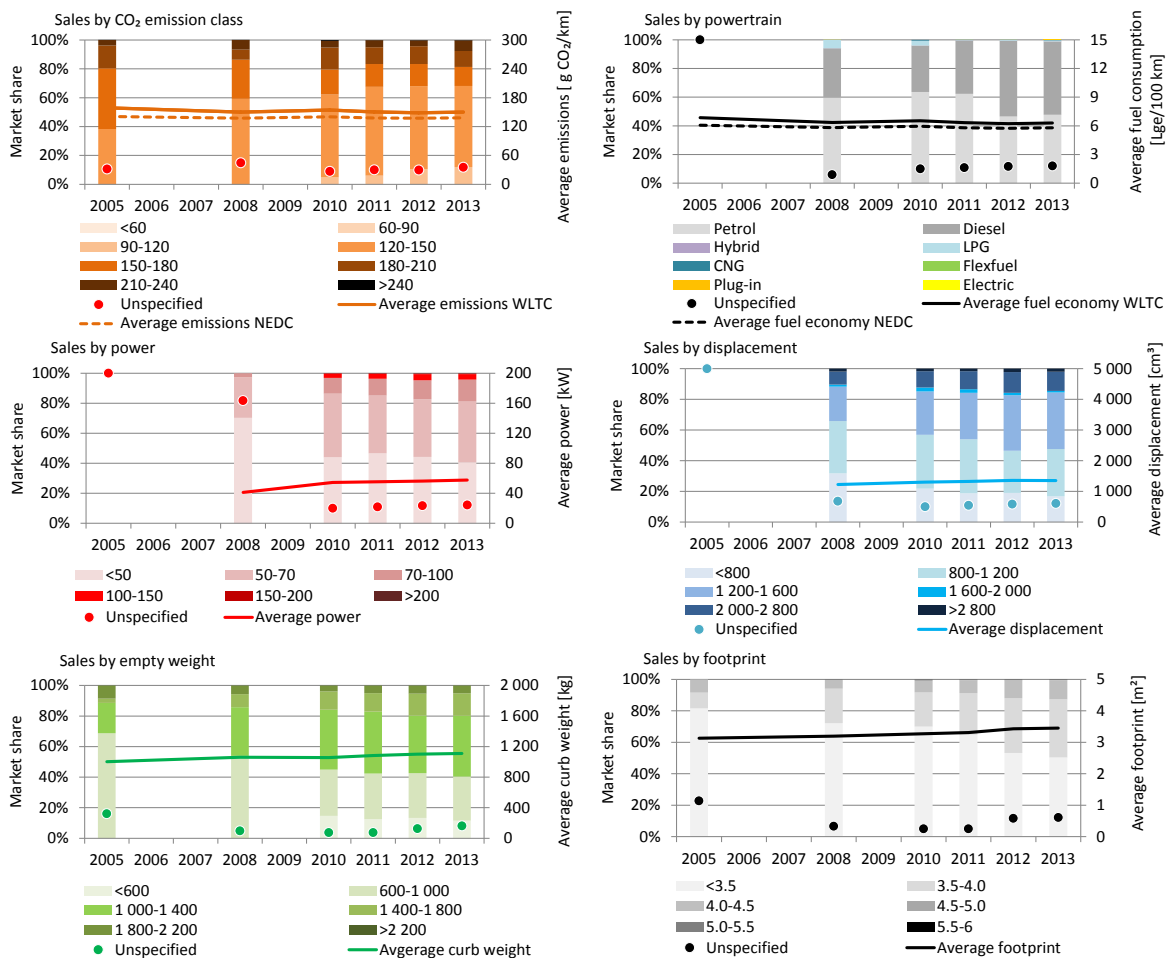 Sales by CO₂ emission class
100%
80%
60%
40%
20%
0%
Market share
300
240
180
120
60
0
Average emissions [ g CO₂/km]
2005 2006 2007 2008 2009 2010 2011 2012 2013
<60 60-90
90-120 120-150
150-180 180-210
210-240 >240
Unspecified Average emissions WLTC
Average emissions NEDC
Sales by powertrain
100%
80%
60%
40%
20%
0%
Market share
15
12
9
6
3
0
Average fuel consumption
[Lge/100 km]
2005 2006 2007 2008 2009 2010 2011 2012 2013
Petrol Diesel
Hybrid LPG
CNG Flexfuel
Plug-in Electric
Unspecified Average fuel economy WLTC
Average fuel economy NEDC
Sales by power
100%
80%
60%
40%
20%
0%
Market share
200
160
120
80
40
0
Average power [kW]
2005 2006 2007 2008 2009 2010 2011 2012 2013
<50 50-70 70-100
100-150 150-200 >200
Unspecified Average power
Sales by displacement
100%
80%
60%
40%
20%
0%
Market share
5 000
4 000
3 000
2 000
1 000
0
Average displacement [cm³]
2005 2006 2007 2008 2009 2010 2011 2012 2013
<800 800-1 200
1 200-1 600 1 600-2 000
2 000-2 800 >2 800
Unspecified Average displacement
Sales by empty weight
100%
80%
60%
40%
20%
0%
Market share
2 000
1 600
1 200
800
400
0
Average curb weight [kg]
2005 2006 2007 2008 2009 2010 2011 2012 2013
<600 600-1 000
1 000-1 400 1 400-1 800
1 800-2 200 >2 200
Unspecified Avgerage curb weight
Sales by footprint
100%
80%
60%
40%
20%
0%
Market share
5
4
3
2
1
0
Average footprint [m²]
2005 2006 2007 2008 2009 2010 2011 2012 2013
<3.5 3.5-4.0
4.0-4.5 4.5-5.0
5.0-5.5 5.5-6
Unspecified Average footprint